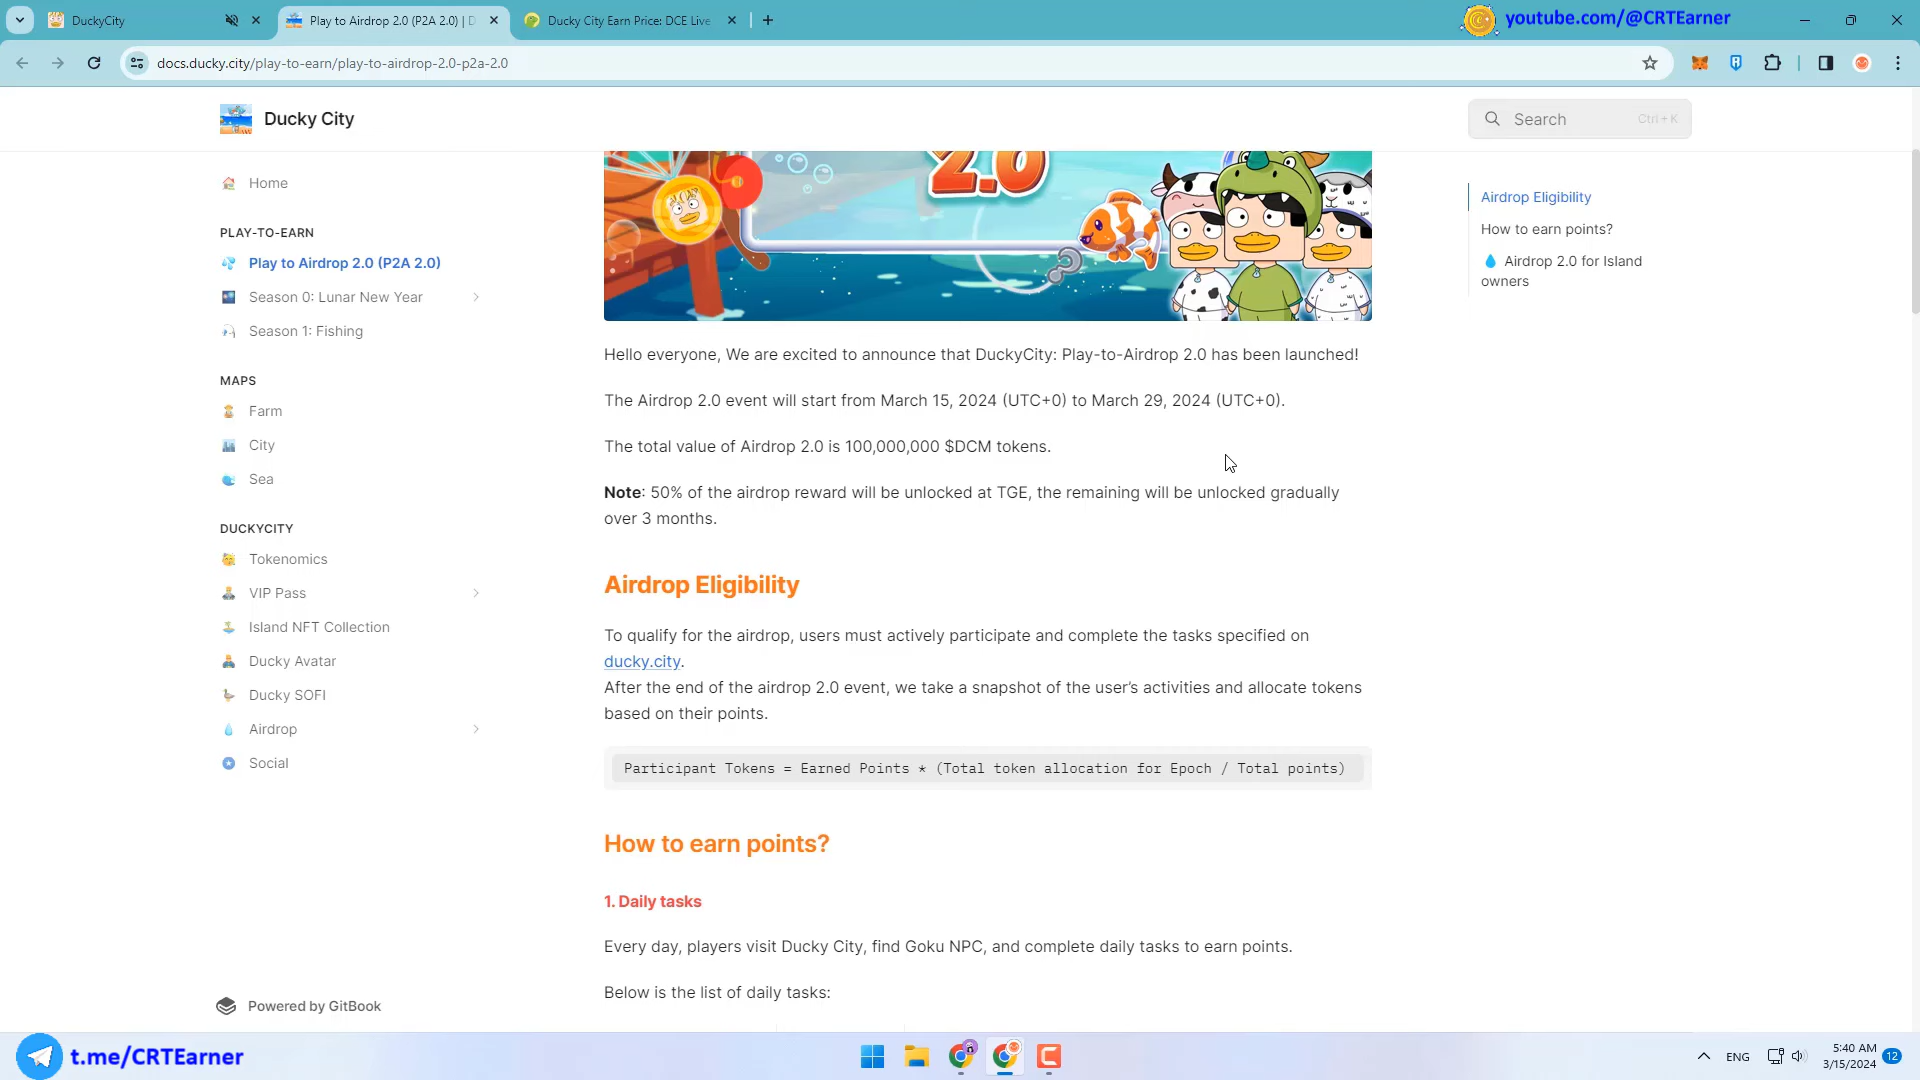 DuckyCity
Play to Airdrop 2.0 (P2A 2.0) | D
Ducky City Earn Price: DCE Live
youtube.com/@CRTEarner
docs.ducky.city/play-to-earn/play-to-airdrop-2.0-p2a-2.0
Ducky City
Search
Ctrl + K
Home
PLAY-TO-EARN
Play to Airdrop 2.0 (P2A 2.0)
Season 0: Lunar New Year
Season 1: Fishing
MAPS
Farm
City
Sea
DUCKYCITY
Tokenomics
VIP Pass
Island NFT Collection
Ducky Avatar
Ducky SOFI
Airdrop
Social
Powered by GitBook
2.0
Hello everyone, We are excited to announce that DuckyCity: Play-to-Airdrop 2.0 has been launched!
The Airdrop 2.0 event will start from March 15, 2024 (UTC+0) to March 29, 2024 (UTC+0).
The total value of Airdrop 2.0 is 100,000,000 $DCM tokens.
Note: 50% of the airdrop reward will be unlocked at TGE, the remaining will be unlocked gradually
over 3 months.
Airdrop Eligibility
To qualify for the airdrop, users must actively participate and complete the tasks specified on
ducky.city.
After the end of the airdrop 2.0 event, we take a snapshot of the user's activities and allocate tokens
based on their points.
Participant Tokens = Earned Points * (Total token allocation for Epoch / Total points)
How to earn points?
1. Daily tasks
Every day, players visit Ducky City, find Goku NPC, and complete daily tasks to earn points.
Below is the list of daily tasks:
Airdrop Eligibility
How to earn points?
Airdrop 2.0 for Island
owners
t.me/CRTEarner
ENG
5:40 AM
3/15/2024
12